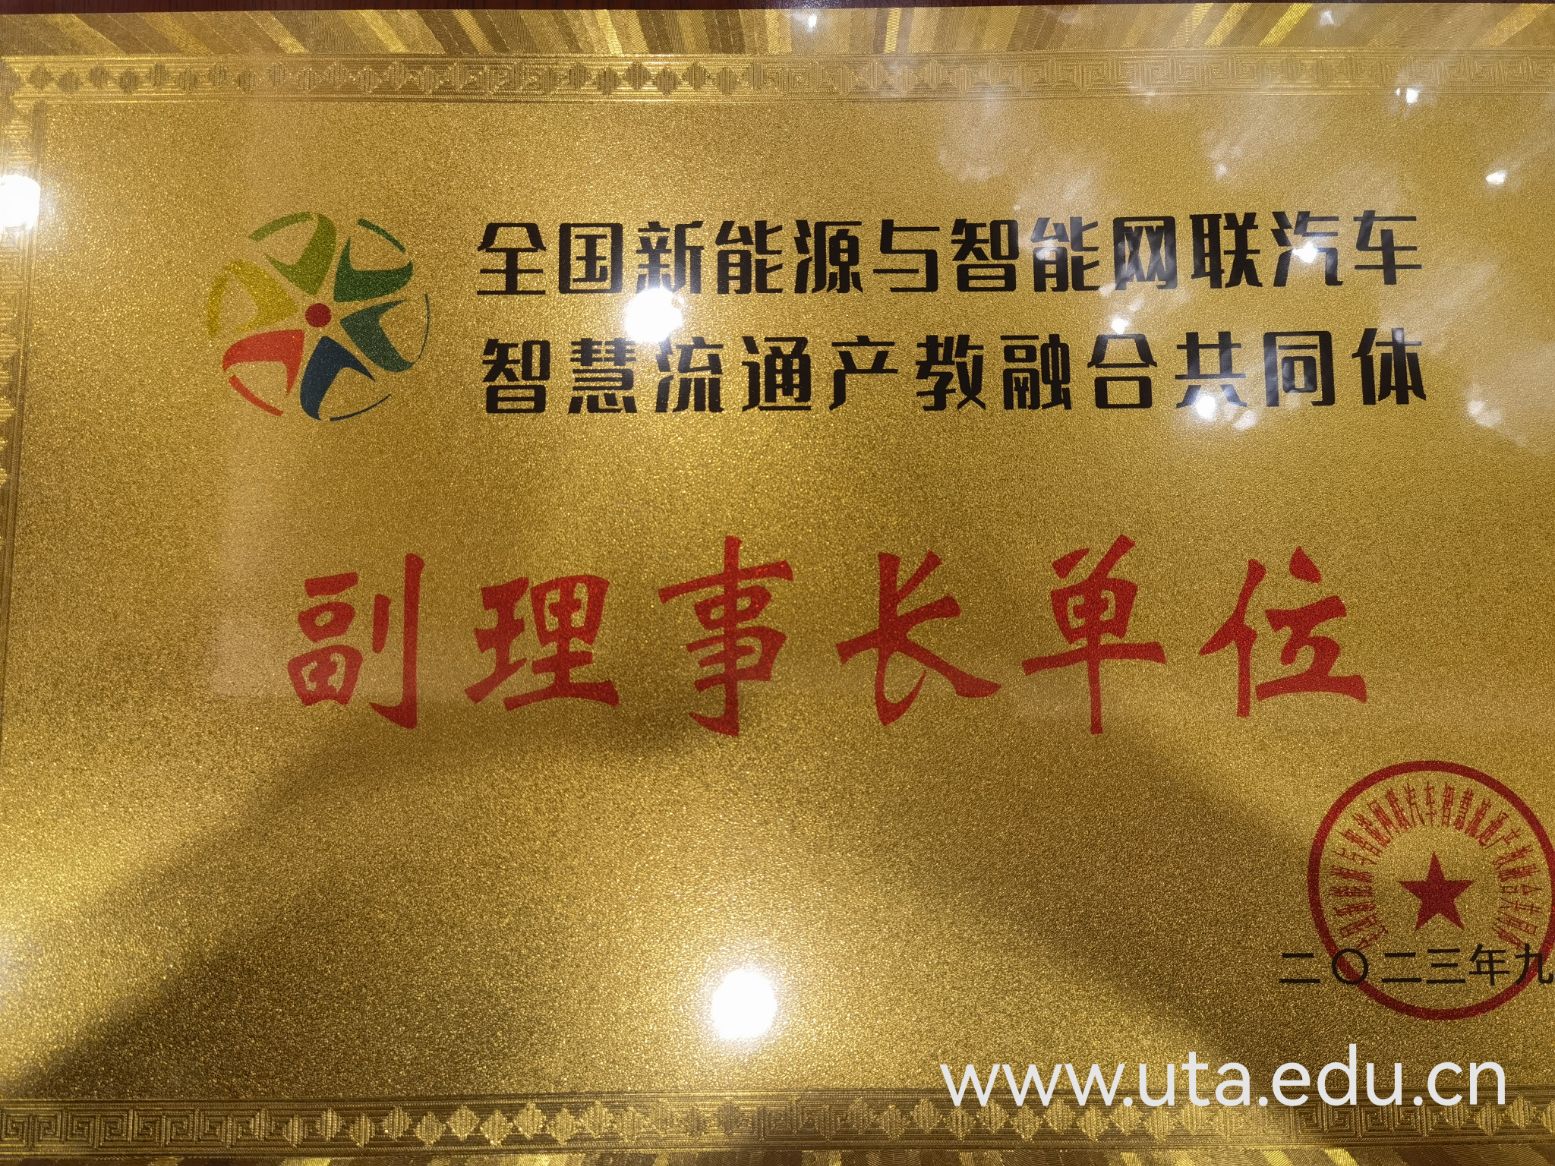 全国新能源与智能网联汽车
智慧流通产教融合共同体
副理事长单位
二〇二三年九
www.uta.edu.cn